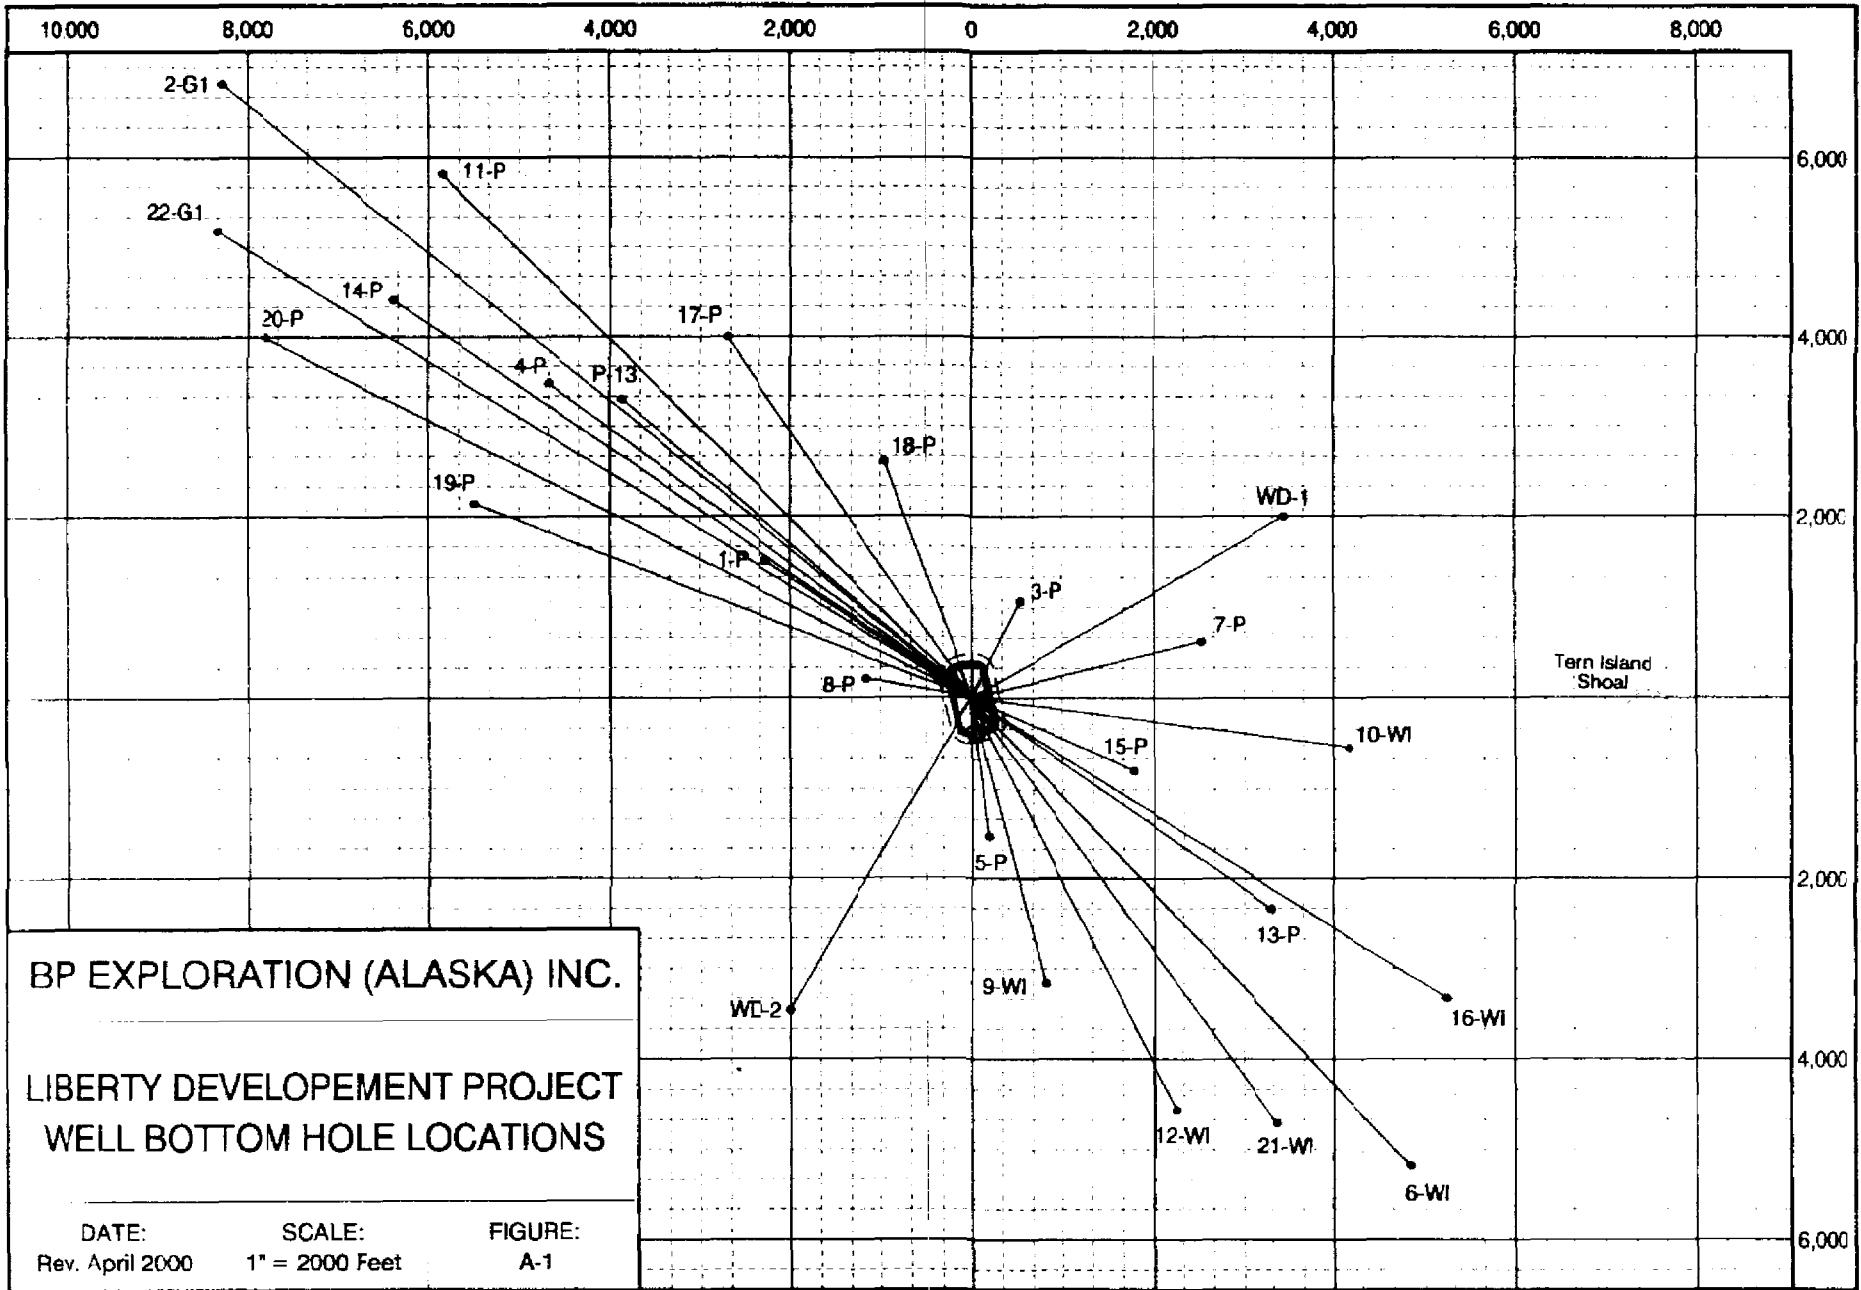 10,000 8,000 6,000 4,000 2,000 0 2,000 4,000 6,000 8,000
2-G1
6,000
11-P
22-G1
14-P
20-P
17-P
4,000
4-P
P-13
18-P
19-P
WD-1
2,000
1-P
3-P
7-P
Tern Island
Shoal
8-P
10-WI
15-P
5-P
2,000
13-P
9-WI
WD-2
16-WI
4,000
12-WI
21-WI
6-WI
6,000
BP EXPLORATION (ALASKA) INC.
LIBERTY DEVELOPEMENT PROJECT
WELL BOTTOM HOLE LOCATIONS
DATE: SCALE: FIGURE:
Rev. April 2000 1" = 2000 Feet A-1